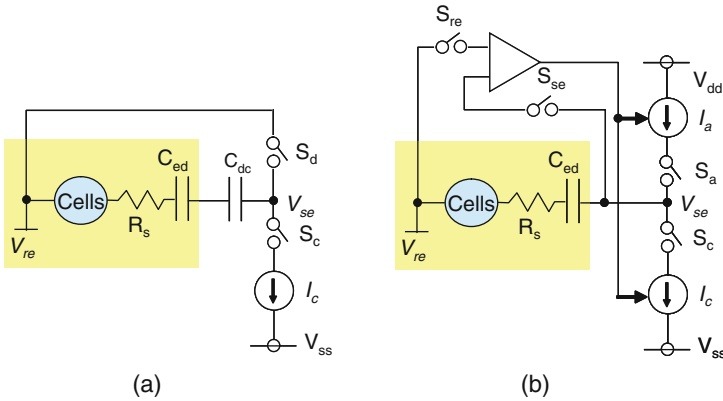 S_d
C_ed
C_dc
Cells
R_s
V_se
V_re
S_c
I_c
V_ss
(a)
S_re
S_se
V_dd
I_a
C_ed
S_a
Cells
R_s
V_se
V_re
S_c
I_c
V_ss
(b)